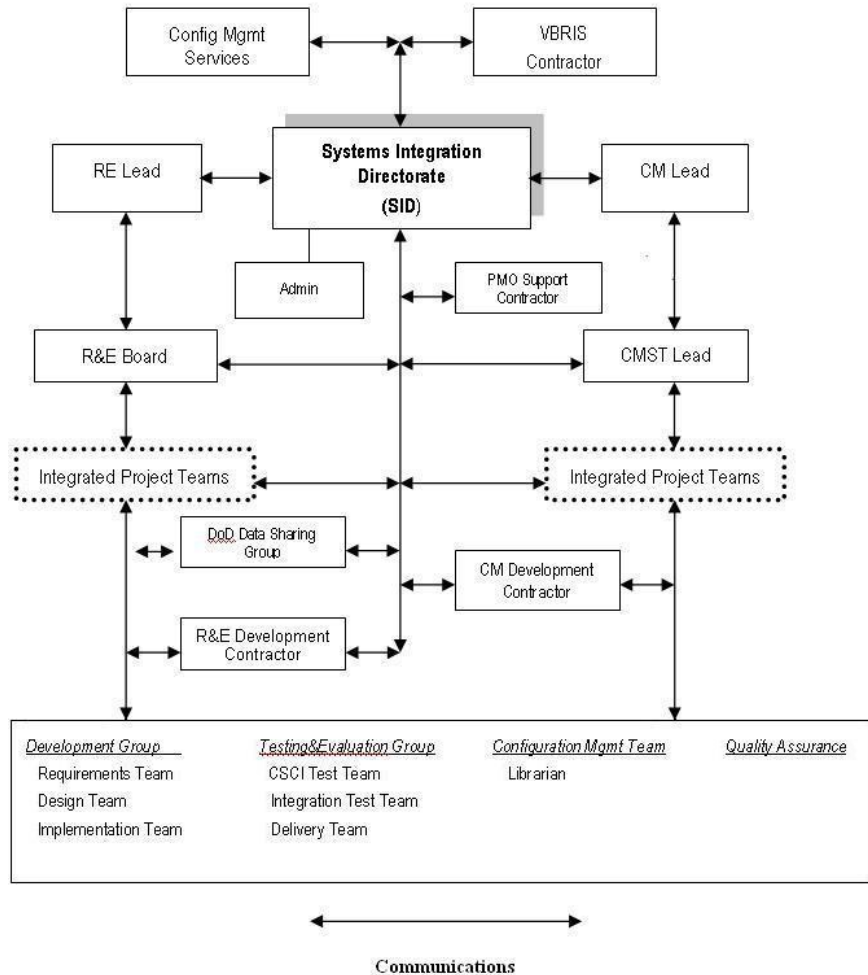 Config Mgmt
Services
VBRIS
Contractor
Systems Integration
Directorate
(SID)
RE Lead
CM Lead
Admin
PMO Support
Contractor
R&E Board
CMST Lead
Integrated Project Teams
Integrated Project Teams
DoD Data Sharing
Group
CM Development
Contractor
R&E Development
Contractor
Development Group
Requirements Team
Design Team
Implementation Team
Testing&Evaluation Group
CSCI Test Team
Integration Test Team
Delivery Team
Configuration Mgmt Team
Librarian
Quality Assurance
Communications